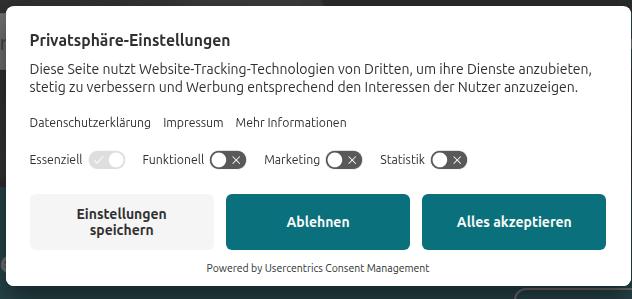 Privatsphäre-Einstellungen
Diese Seite nutzt Website-Tracking-Technologien von Dritten, um ihre Dienste anzubieten,
stetig zu verbessern und Werbung entsprechend den Interessen der Nutzer anzuzeigen.
Datenschutzerklärung Impressum Mehr Informationen
Essenziell Funktionell Marketing Statistik
Einstellungen
speichern
Ablehnen
Alles akzeptieren
Powered by Usercentrics Consent Management